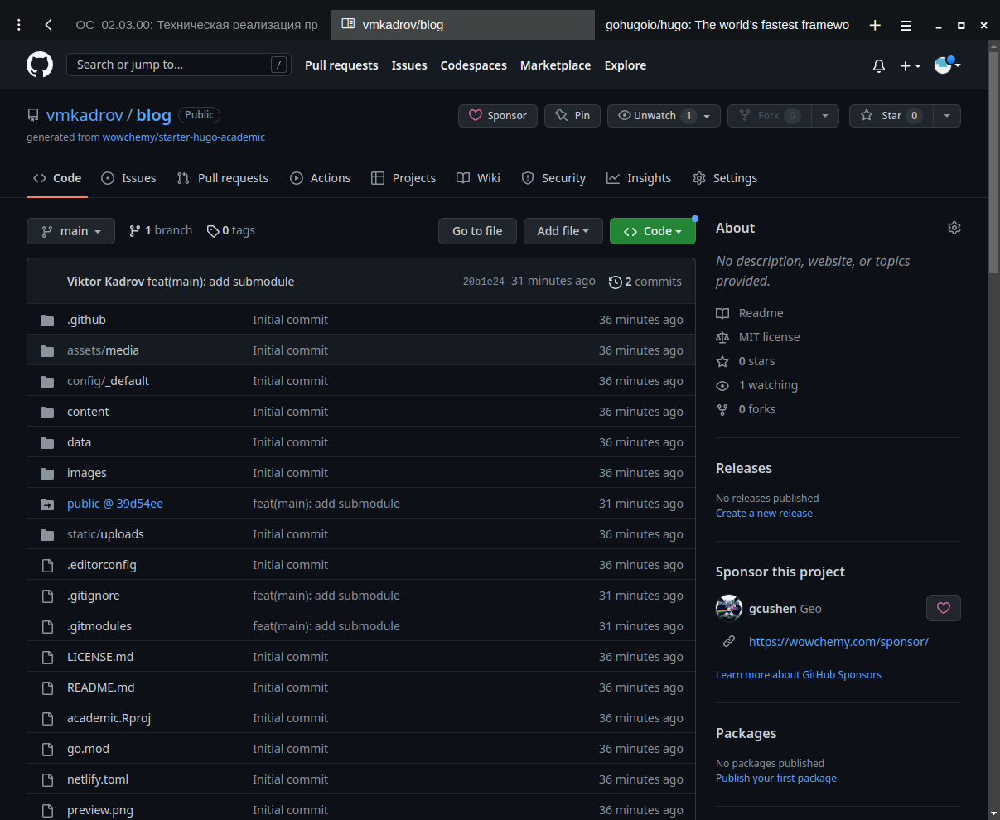 ОС_02.03.00: Техническая реализация пр
vmkadrov/blog
gohugoio/hugo: The world's fastest framewo
Search or jump to... /
Pull requests Issues Codespaces Marketplace Explore
vmkadrov / blog Public
Sponsor Pin Unwatch 1 Fork 0 Star 0
generated from wowchemy/starter-hugo-academic
Code Issues Pull requests Actions Projects Wiki Security Insights Settings
main 1 branch 0 tags Go to file Add file Code
Viktor Kadrov feat(main): add submodule 20b1e24 31 minutes ago 2 commits
.github Initial commit 36 minutes ago
assets/media Initial commit 36 minutes ago
config/_default Initial commit 36 minutes ago
content Initial commit 36 minutes ago
data Initial commit 36 minutes ago
images Initial commit 36 minutes ago
public @ 39d54ee feat(main): add submodule 31 minutes ago
static/uploads Initial commit 36 minutes ago
.editorconfig Initial commit 36 minutes ago
.gitignore feat(main): add submodule 31 minutes ago
.gitmodules feat(main): add submodule 31 minutes ago
LICENSE.md Initial commit 36 minutes ago
README.md Initial commit 36 minutes ago
academic.Rproj Initial commit 36 minutes ago
go.mod Initial commit 36 minutes ago
netlify.toml Initial commit 36 minutes ago
preview.png Initial commit 36 minutes ago
About
No description, website, or topics
provided.
Readme
MIT license
0 stars
1 watching
0 forks
Releases
No releases published
Create a new release
Sponsor this project
gcushen Geo
https://wowchemy.com/sponsor/
Learn more about GitHub Sponsors
Packages
No packages published
Publish your first package